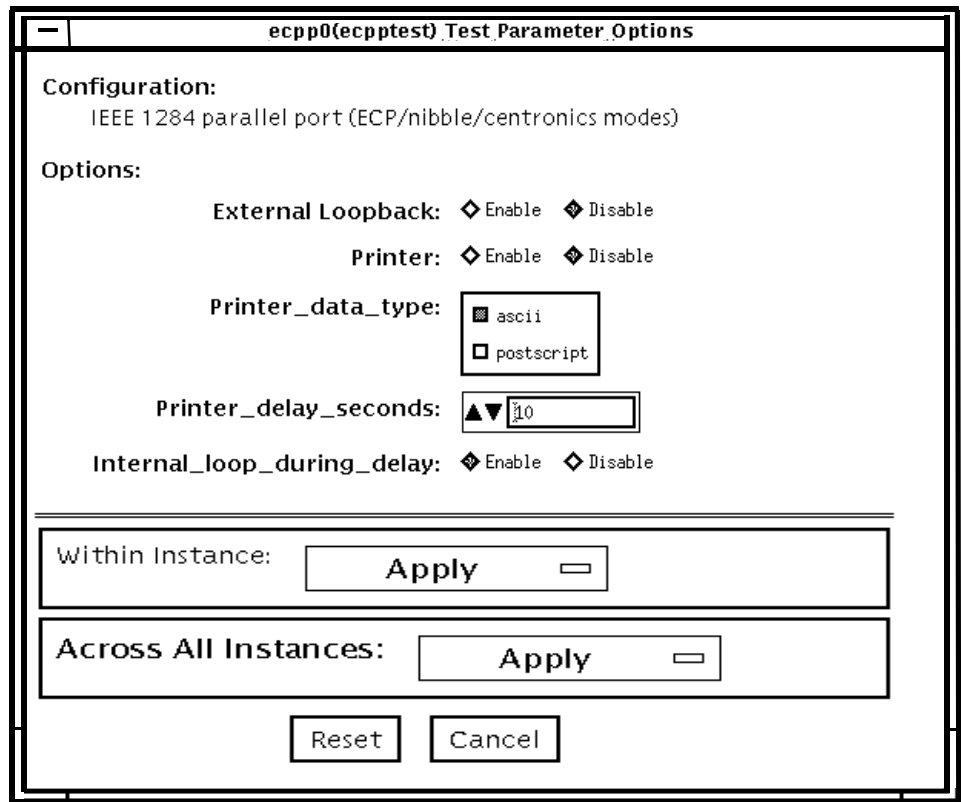 ecpp0(ecpptest) Test Parameter Options
Configuration:
IEEE 1284 parallel port (ECP/nibble/centronics modes)
Options:
External Loopback: Enable Disable
Printer: Enable Disable
Printer_data_type: ascii
postscript
Printer_delay_seconds: 10
Internal_loop_during_delay: Enable Disable
Within Instance: Apply
Across All Instances: Apply
Reset Cancel